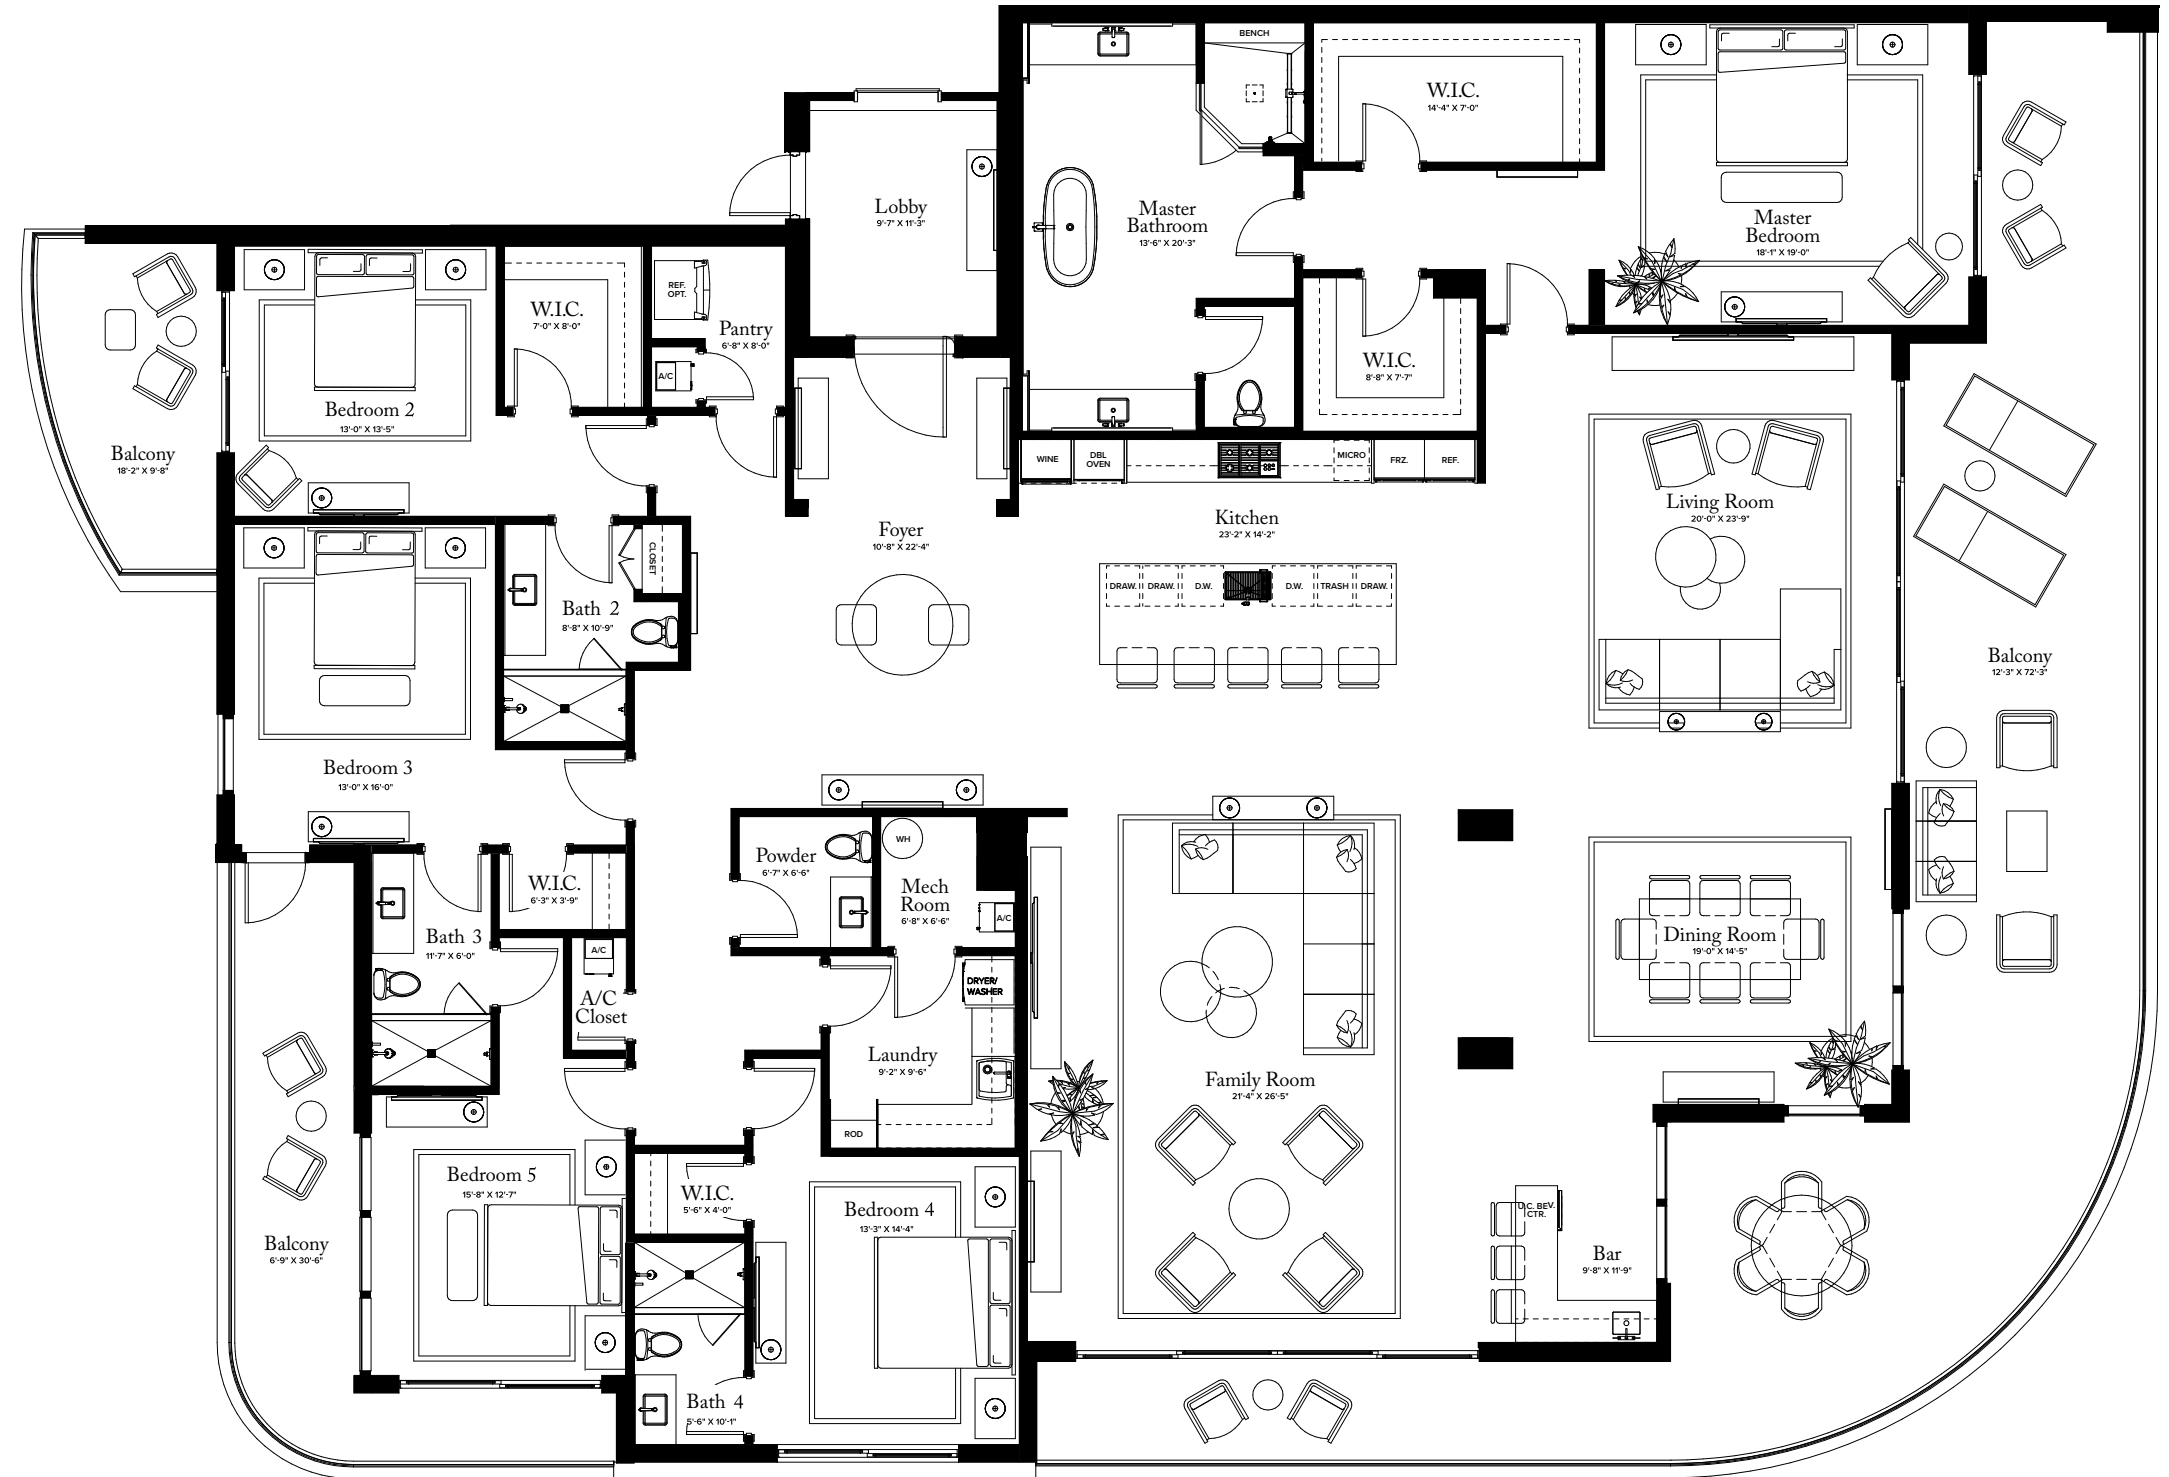 BENCH
W.I.C.
14'-4" X 7'-0"
Lobby
9'-7" X 11'-3"
Master
Bathroom
13'-6" X 20'-3"
Master
Bedroom
18'-1" X 19'-0"
REF.
OPT.
W.I.C.
7'-0" X 8'-0"
Pantry
6'-8" X 8'-0"
A/C
W.I.C.
8'-8" X 7'-7"
Bedroom 2
13'-0" X 13'-5"
Balcony
18'-2" X 9'-8"
WINE
DBL
OVEN
MICRO
FRZ.
REF.
Living Room
20'-0" X 23'-9"
Kitchen
23'-2" X 14'-2"
Foyer
10'-8" X 22'-4"
CLOSET
DRAW.
DRAW.
D.W.
D.W.
TRASH
DRAW.
Bath 2
8'-8" X 10'-9"
Balcony
12'-3" X 72'-3"
Bedroom 3
13'-0" X 16'-0"
WH
Powder
6'-7" X 6'-6"
W.I.C.
6'-3" X 3'-9"
Mech
Room
6'-8" X 6'-6"
A/C
Bath 3
11'-7" X 6'-0"
A/C
Dining Room
19'-0" X 14'-5"
DRYER/
WASHER
A/C
Closet
Laundry
9'-2" X 9'-6"
Family Room
21'-4" X 26'-5"
ROD
Bedroom 5
15'-8" X 12'-7"
W.I.C.
5'-6" X 4'-0"
Bedroom 4
13'-3" X 14'-4"
U.C. BEV.
CTR.
Balcony
6'-9" X 30'-6"
Bar
9'-8" X 11'-9"
Bath 4
5'-6" X 10'-1"